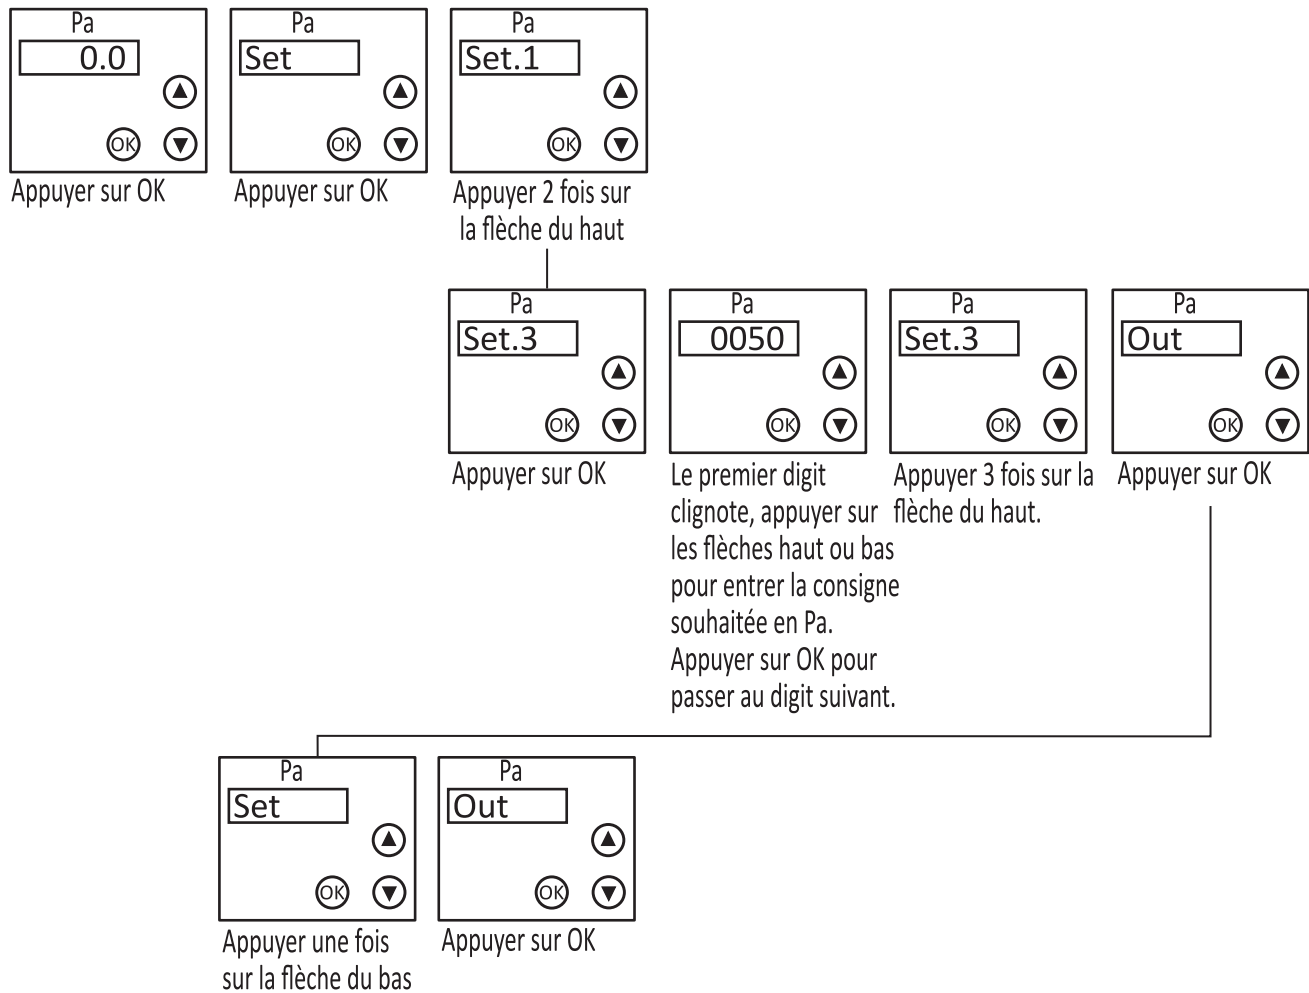 Pa
0.0
OK
Appuyer sur OK
Pa
Set
OK
Appuyer sur OK
Pa
Set.1
OK
Appuyer 2 fois sur
la flèche du haut
Pa
Set.3
OK
Appuyer sur OK
Pa
0050
OK
Le premier digit
clignote, appuyer sur
les flèches haut ou bas
pour entrer la consigne
souhaitée en Pa.
Appuyer sur OK pour
passer au digit suivant.
Pa
Set.3
OK
Appuyer 3 fois sur la
flèche du haut.
Pa
Out
OK
Appuyer sur OK
Pa
Set
OK
Appuyer une fois
sur la flèche du bas
Pa
Out
OK
Appuyer sur OK